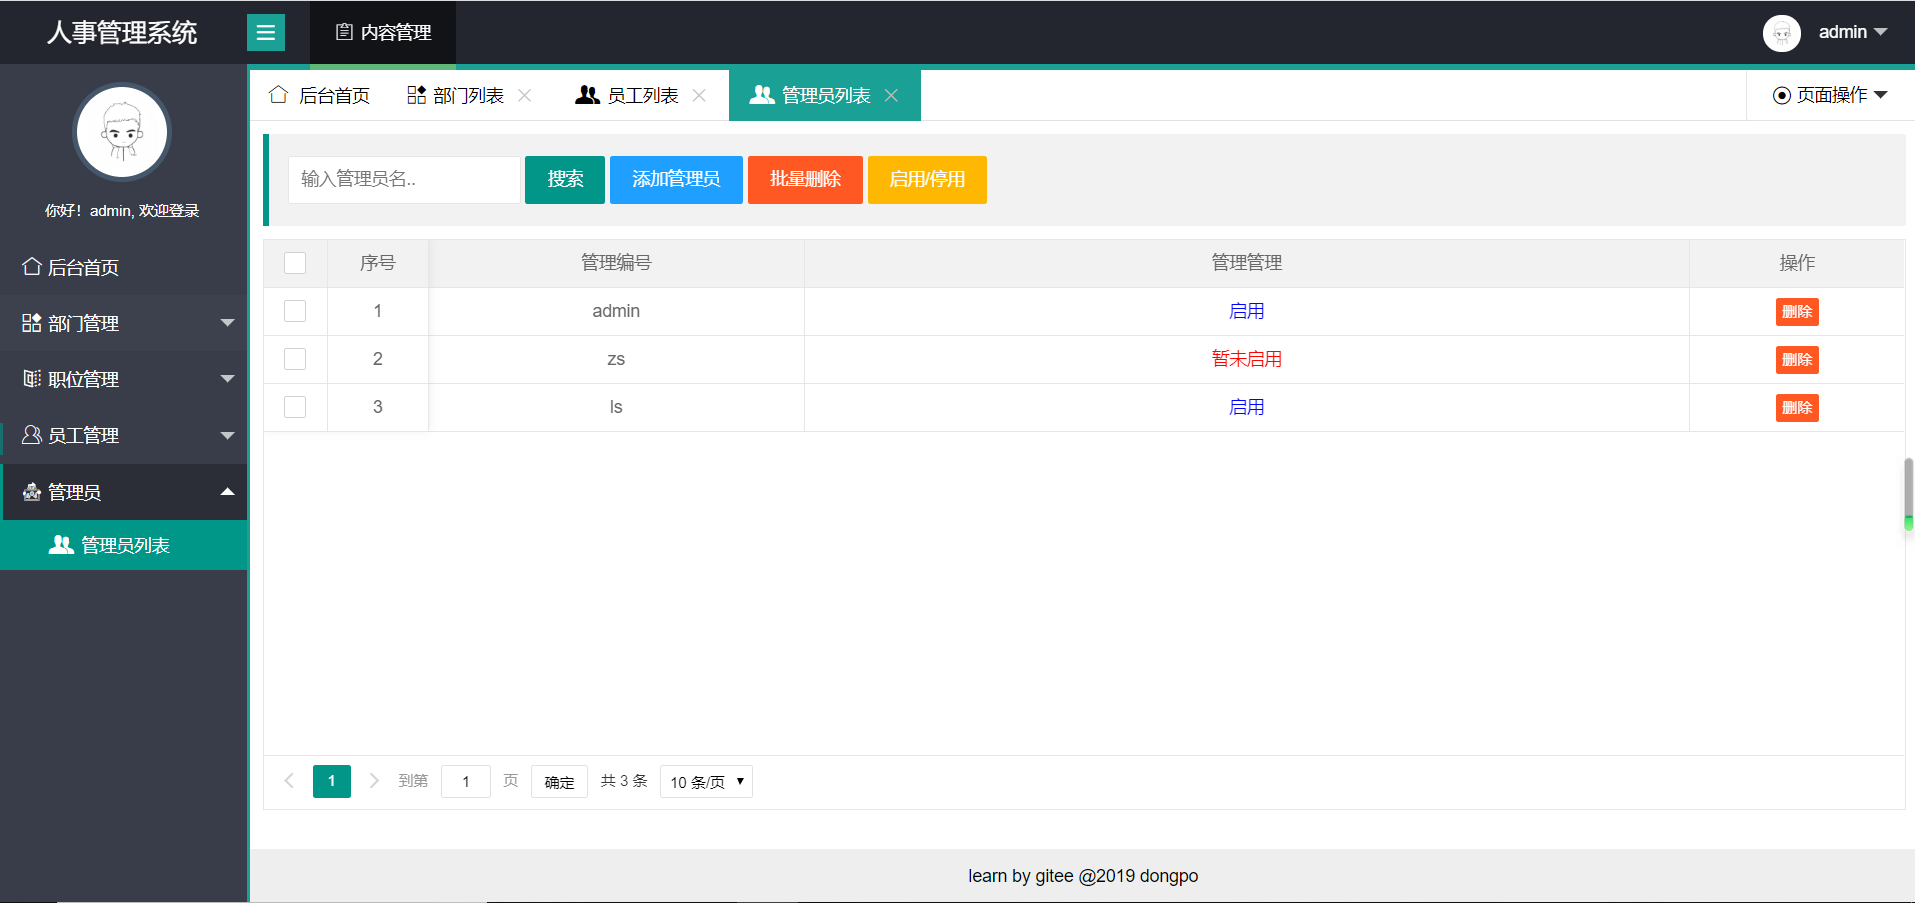 人事管理系统
内容管理
admin
你好！admin, 欢迎登录
后台首页
部门管理
职位管理
员工管理
管理员
管理员列表
后台首页 部门列表 员工列表 管理员列表 页面操作
输入管理员名.. 搜索 添加管理员 批量删除 启用/停用
序号 管理编号 管理管理 操作
1 admin 启用 删除
2 zs 暂未启用 删除
3 ls 启用 删除
1 到第 1 页 确定 共 3 条 10 条/页
learn by gitee @2019 dongpo